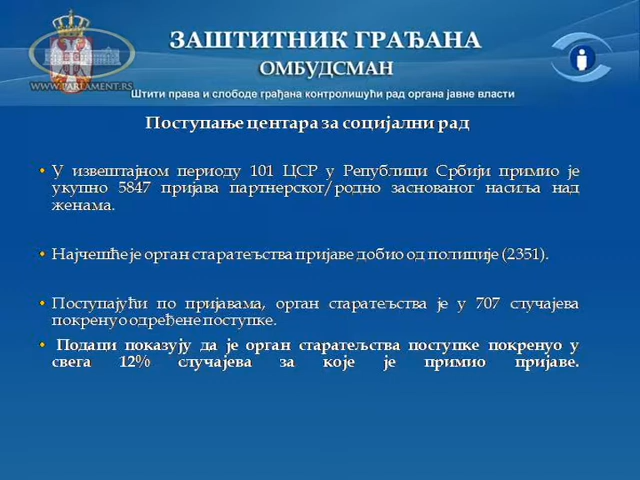 ЗАШТИТНИК ГРАЂАНА
ОМБУДСМАН
WWW.PARLAMENT.RS
Штити права и слободе грађана контролишући рад органа јавне власти
Поступање центара за социјални рад
• У извештајном периоду 101 ЦСР у Републици Србији примио је
укупно 5847 пријава партнерског/родно заснованог насиља над
женама.
• Најчешће је орган старатељства пријаве добио од полиције (2351).
• Поступајући по пријавама, орган старатељства је у 707 случајева
покренуо одређене поступке.
• Подаци показују да је орган старатељства поступке покренуо у
свега 12% случајева за које је примио пријаве.